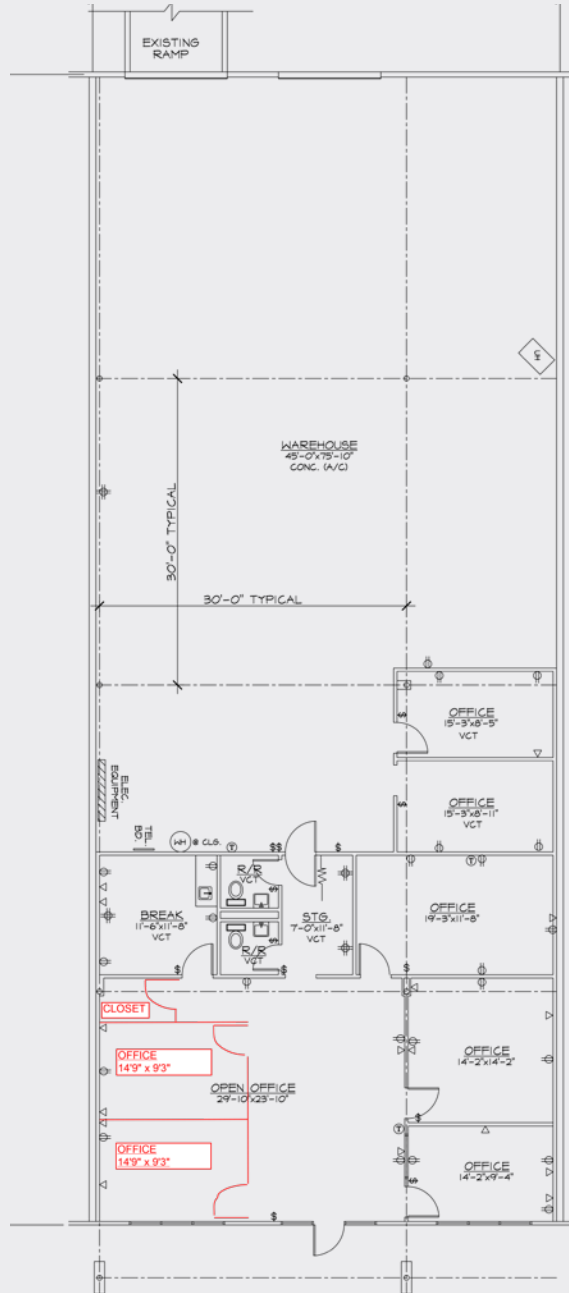 EXISTING
RAMP
UH
WAREHOUSE
45'-0"x75'-10"
CONC. (A/C)
30'-0" TYPICAL
30'-0" TYPICAL
OFFICE
15'-3"x8'-5"
VCT
$
ELEC.
EQUIPMENT
OFFICE
15'-3"x8'-11"
VCT
$
TEL.
BD.
WH @ CLG.
T
$$
$
R/R
VCT
$
T
BREAK
11'-6"x11'-8"
VCT
STG.
7'-0"x11'-8"
VCT
OFFICE
19'-3"x11'-8"
R/R
VCT
$
$
$
$
CLOSET
OFFICE
14'9" x 9'3"
OPEN OFFICE
29'-10"x23'-10"
OFFICE
14'-2"x14'-2"
$
T
OFFICE
14'9" x 9'3"
OFFICE
14'-2"x9'-4"
$
$